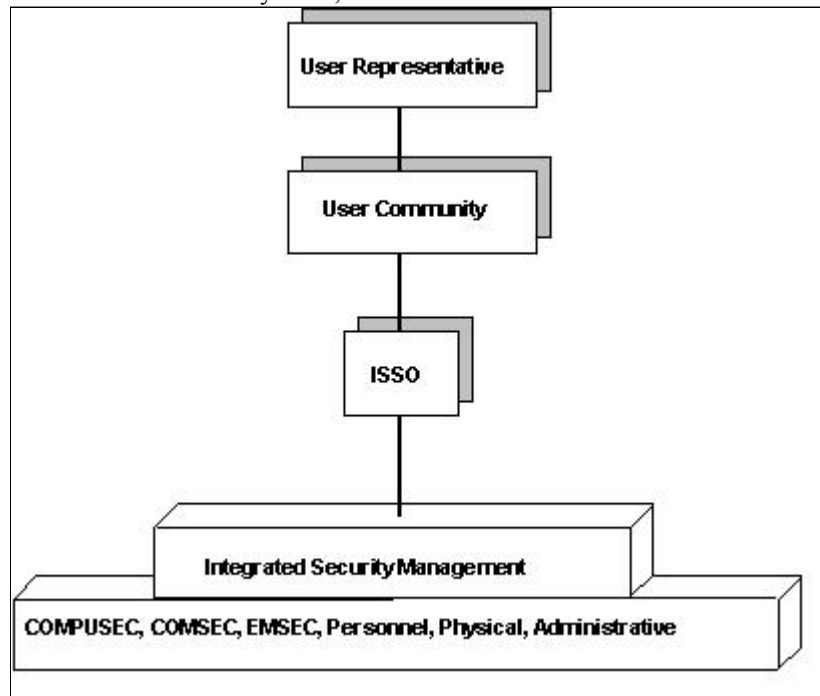 User Representative
User Community
ISSO
Integrated Security Management
COMPUSEC, COMSEC, EMSEC, Personnel, Physical, Administrative